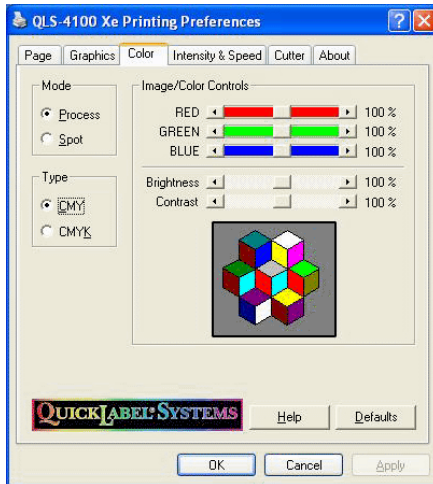 QLS-4100 Xe Printing Preferences
Page Graphics Color Intensity & Speed Cutter About
Mode
Process
Spot
Type
CMY
CMYK
Image/Color Controls
RED 100 %
GREEN 100 %
BLUE 100 %
Brightness 100 %
Contrast 100 %
QUICKLABEL® SYSTEMS
Help Defaults
OK Cancel Apply